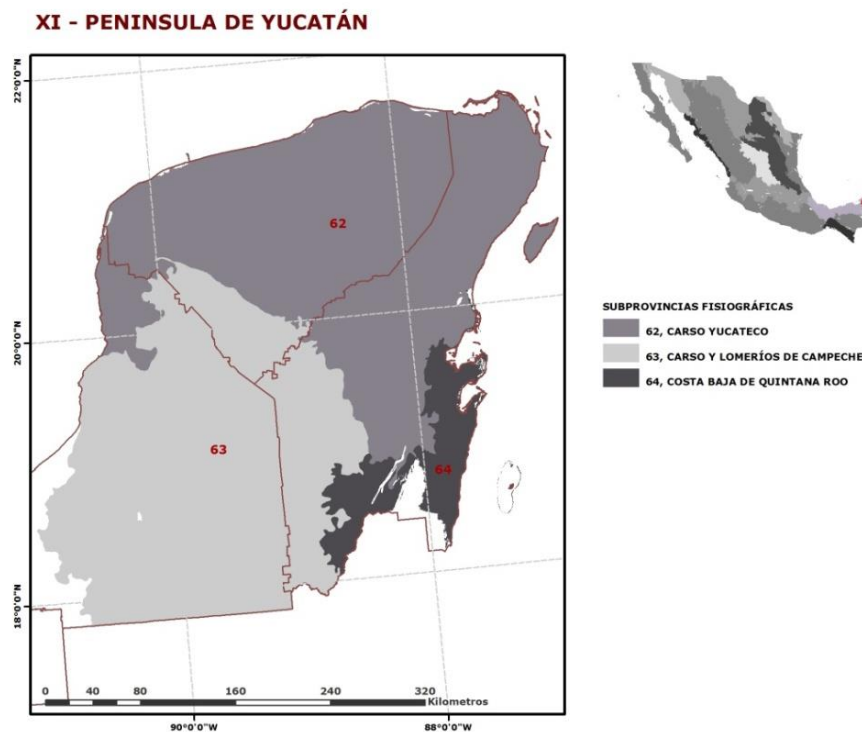 XI - PENINSULA DE YUCATÁN
22°0'0"N
20°0'0"N
18°0'0"N
62
63
64
0 40 80 160 240 320
Kilometros
90°0'0"W
88°0'0"W
SUBPROVINCIAS FISIOGRÁFICAS
62, CARSO YUCATECO
63, CARSO Y LOMERÍOS DE CAMPECHE
64, COSTA BAJA DE QUINTANA ROO